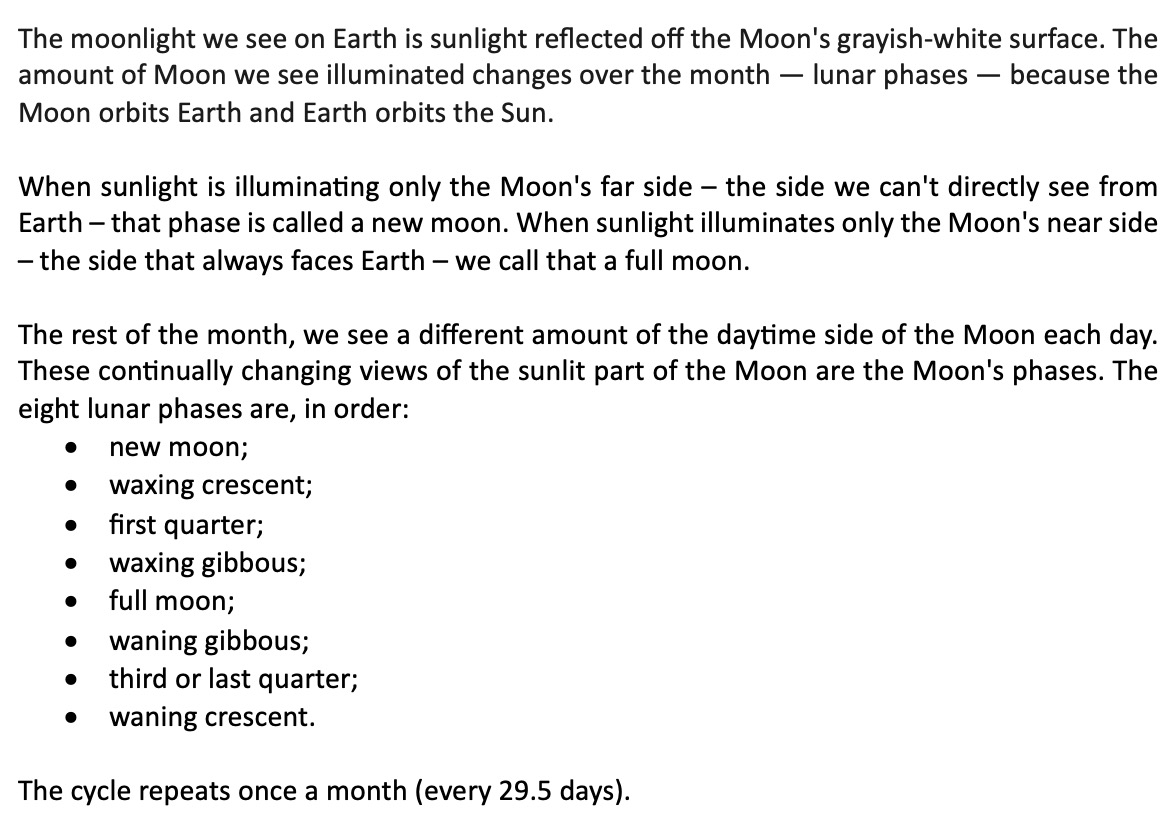 The moonlight we see on Earth is sunlight reflected off the Moon's grayish-white surface. The
amount of Moon we see illuminated changes over the month — lunar phases — because the
Moon orbits Earth and Earth orbits the Sun.
When sunlight is illuminating only the Moon's far side – the side we can't directly see from
Earth – that phase is called a new moon. When sunlight illuminates only the Moon's near side
– the side that always faces Earth – we call that a full moon.
The rest of the month, we see a different amount of the daytime side of the Moon each day.
These continually changing views of the sunlit part of the Moon are the Moon's phases. The
eight lunar phases are, in order:
• new moon;
• waxing crescent;
• first quarter;
• waxing gibbous;
• full moon;
• waning gibbous;
• third or last quarter;
• waning crescent.
The cycle repeats once a month (every 29.5 days).